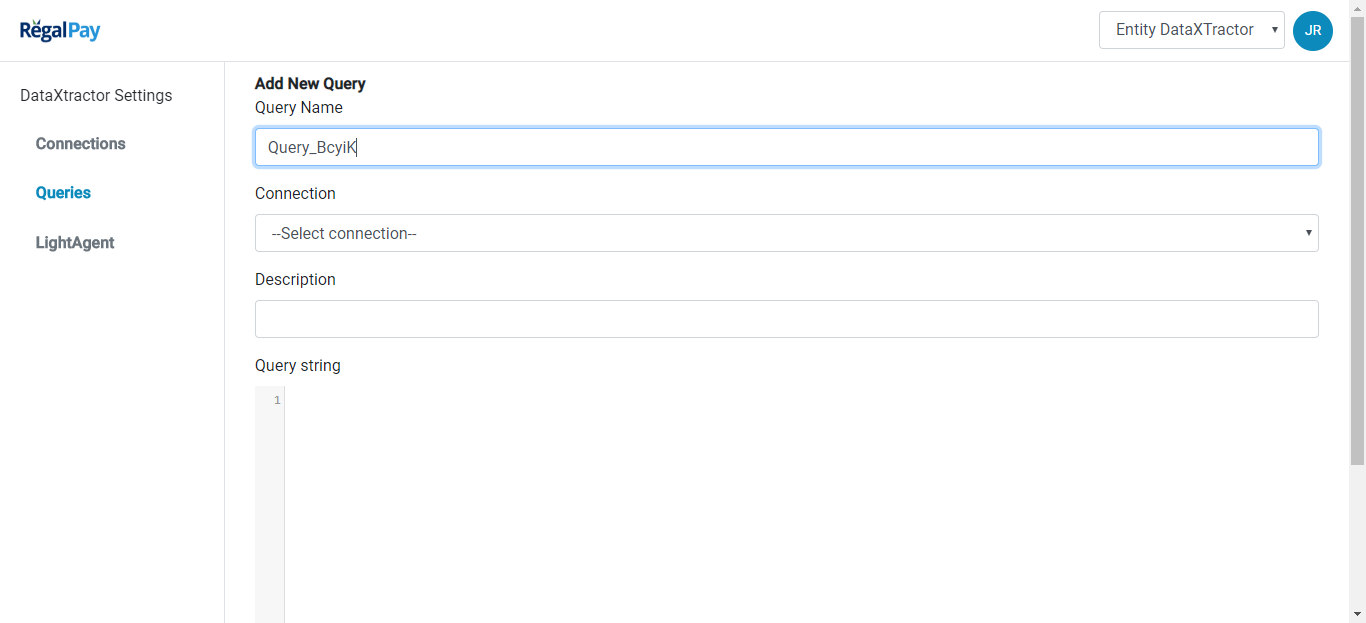 RegalPay
Entity DataXTractor
JR
DataXtractor Settings
Connections
Queries
LightAgent
Add New Query
Query Name
Query_BcyiK
Connection
--Select connection--
Description
Query string
1